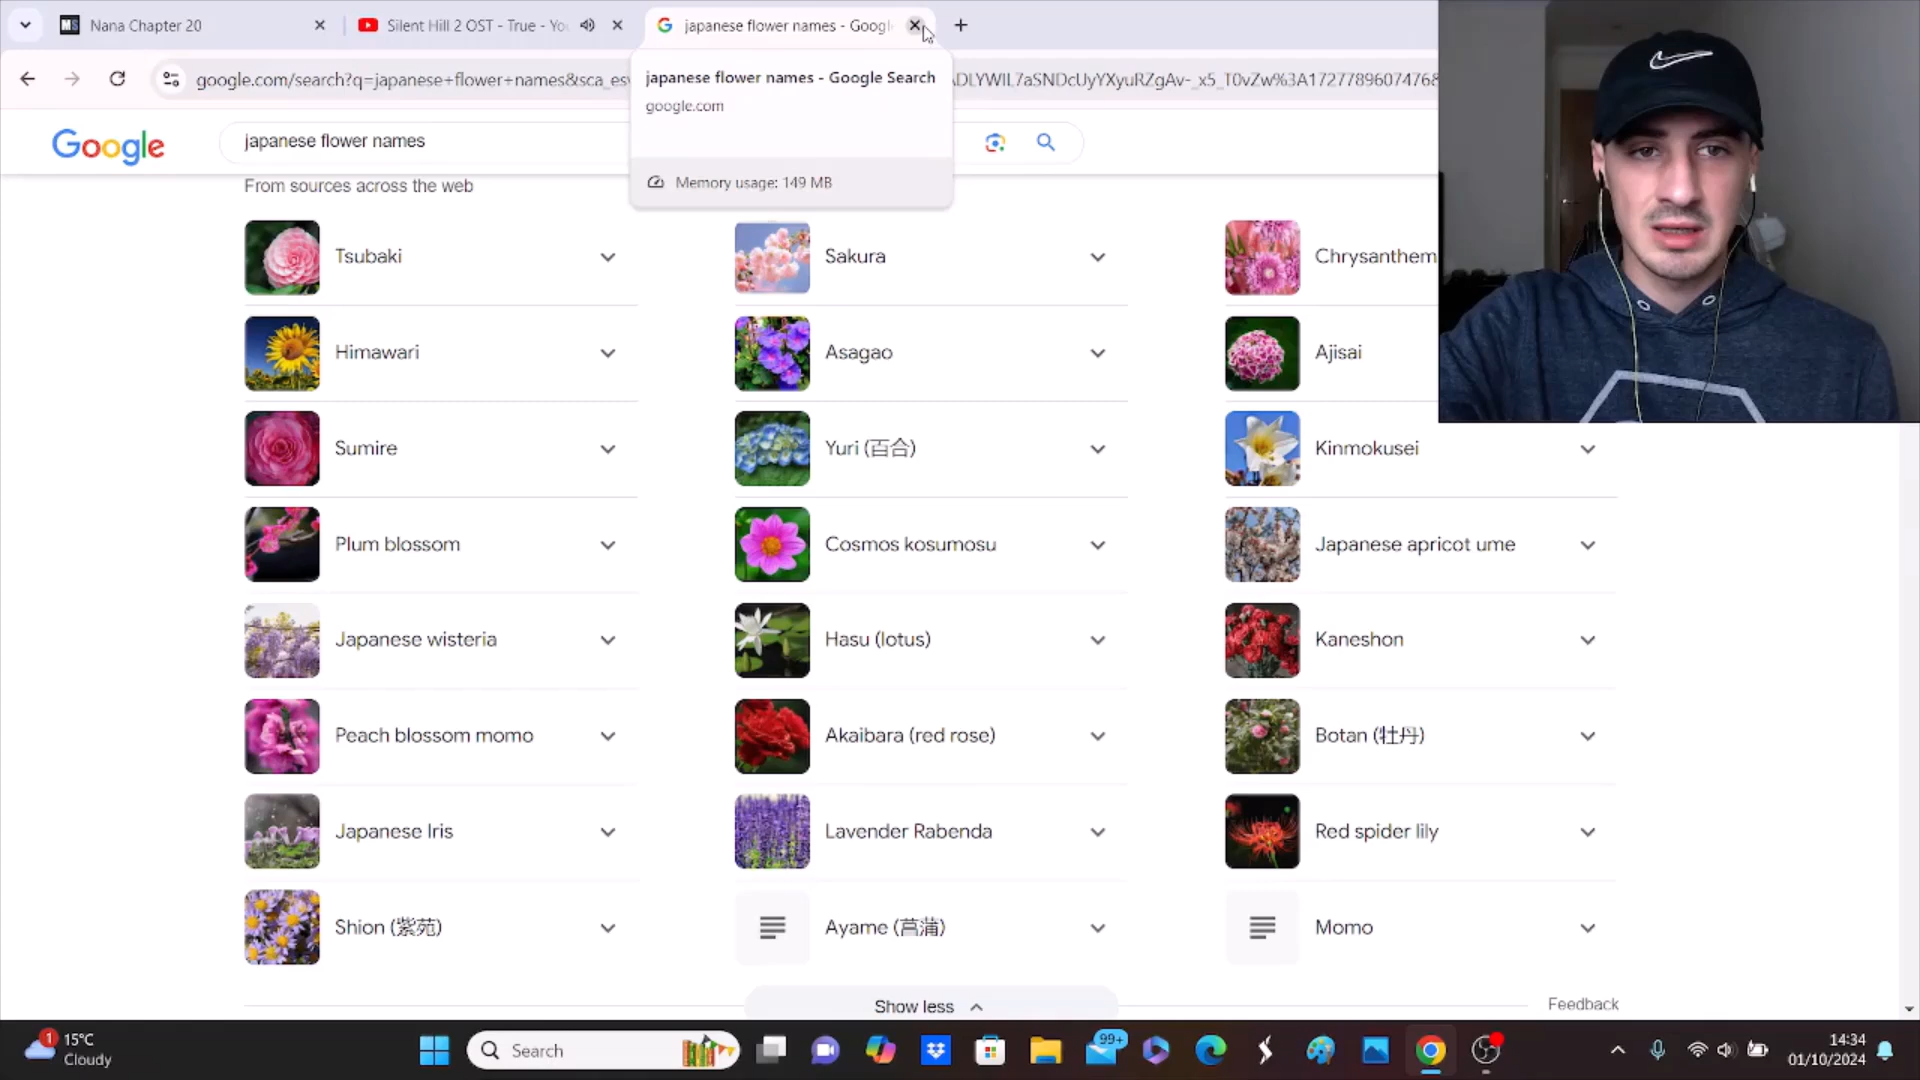 Nana Chapter 20
Silent Hill 2 OST - True - Yo
japanese flower names - Googl
google.com/search?q=japanese+flower+names&sca_es
DLYWIL7aSNDcUyYXyuRZgAv-_x5_T0vZw%3A1727789607476&
japanese flower names - Google Search
google.com
Memory usage: 149 MB
Google
japanese flower names
From sources across the web
Tsubaki
Sakura
Chrysanthem
Himawari
Asagao
Ajisai
Sumire
Yuri (百合)
Kinmokusei
Plum blossom
Cosmos kosumosu
Japanese apricot ume
Japanese wisteria
Hasu (lotus)
Kaneshon
Peach blossom momo
Akaibara (red rose)
Botan (牡丹)
Japanese Iris
Lavender Rabenda
Red spider lily
Shion (紫苑)
Ayame (菖蒲)
Momo
Show less
Feedback
1
15°C
Cloudy
Search
99+
14:34
01/10/2024